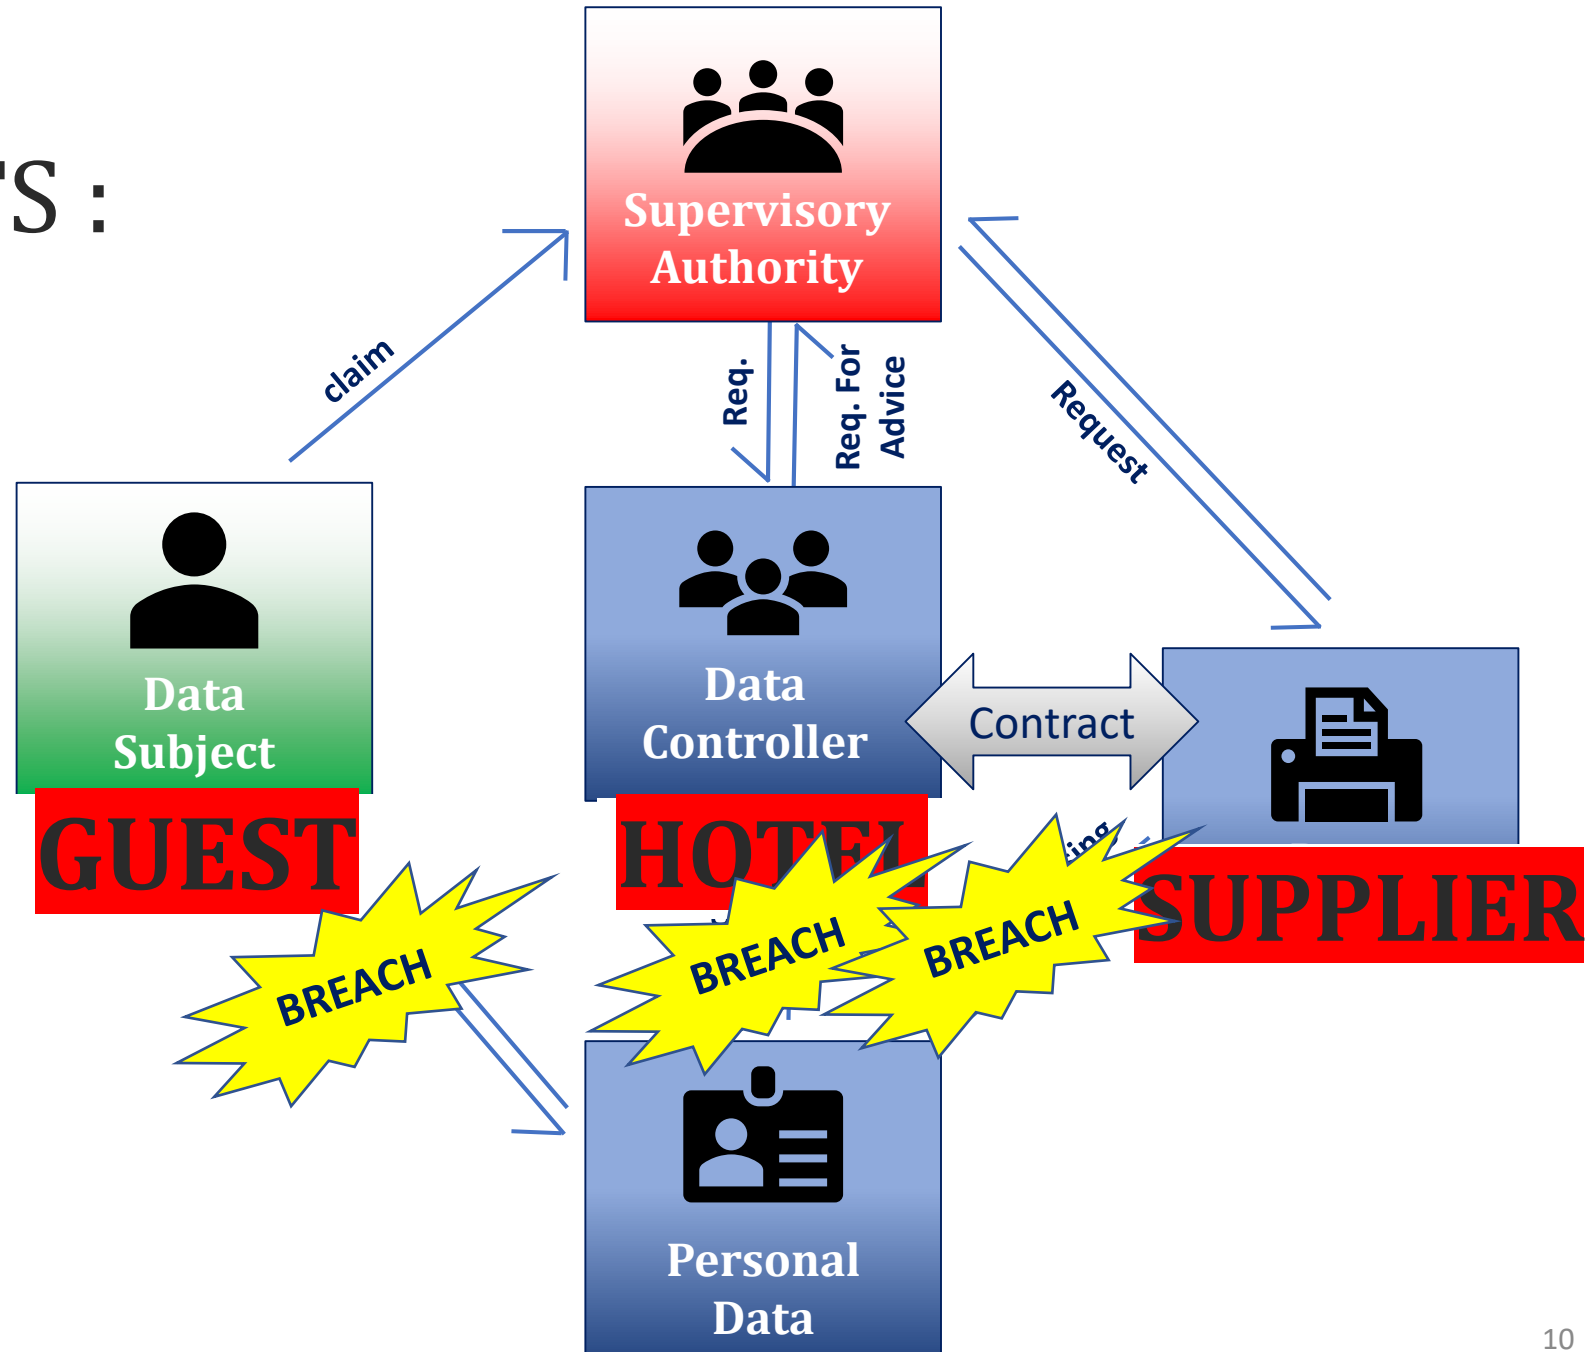 TS :
Supervisory
Authority
claim
Req.
Req. For
Advice
Request
Data
Subject
Data
Controller
Contract
GUEST
HOTEL
SUPPLIER
BREACH
BREACH
BREACH
Personal
Data
10